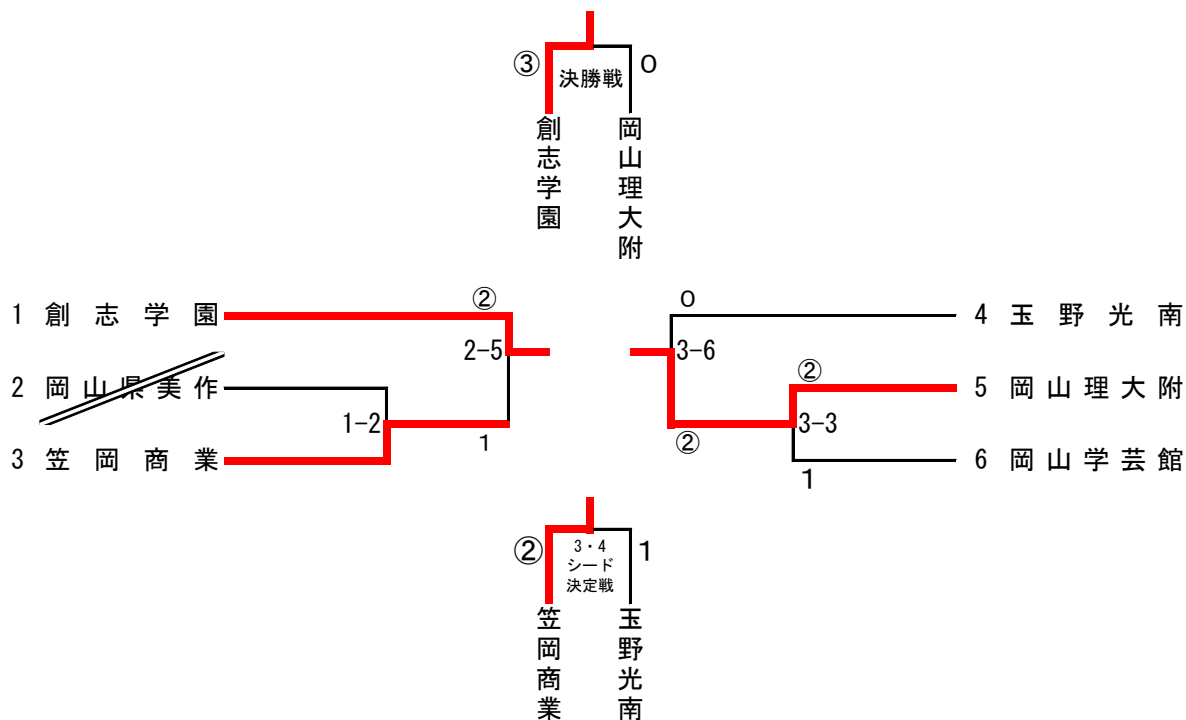 ③ 0
決勝戦
創志学園
岡山理大附
1 創志学園
②
2-5
2 岡山県美作
1-2
3 笠岡商業
1
0
4 玉野光南
3-6
②
5 岡山理大附
3-3
②
6 岡山学芸館
1
② 1
3・4
シード
決定戦
笠岡商業
玉野光南